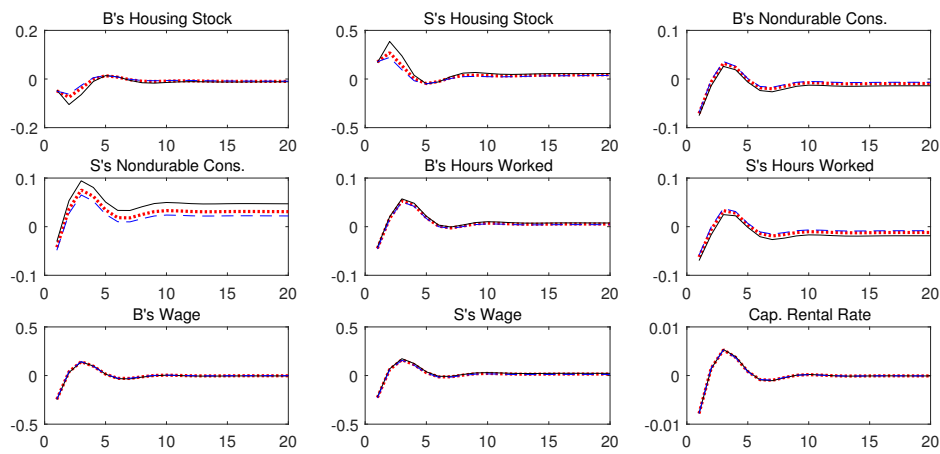 B's Housing Stock
S's Housing Stock
B's Nondurable Cons.
0.2
0
-0.2
0 5 10 15 20
0.5
0
-0.5
0 5 10 15 20
0.1
0
-0.1
0 5 10 15 20
S's Nondurable Cons.
B's Hours Worked
S's Hours Worked
0.1
0
-0.1
0 5 10 15 20
0.1
0
-0.1
0 5 10 15 20
0.1
0
-0.1
0 5 10 15 20
B's Wage
S's Wage
Cap. Rental Rate
0.5
0
-0.5
0 5 10 15 20
0.5
0
-0.5
0 5 10 15 20
0.01
0
-0.01
0 5 10 15 20